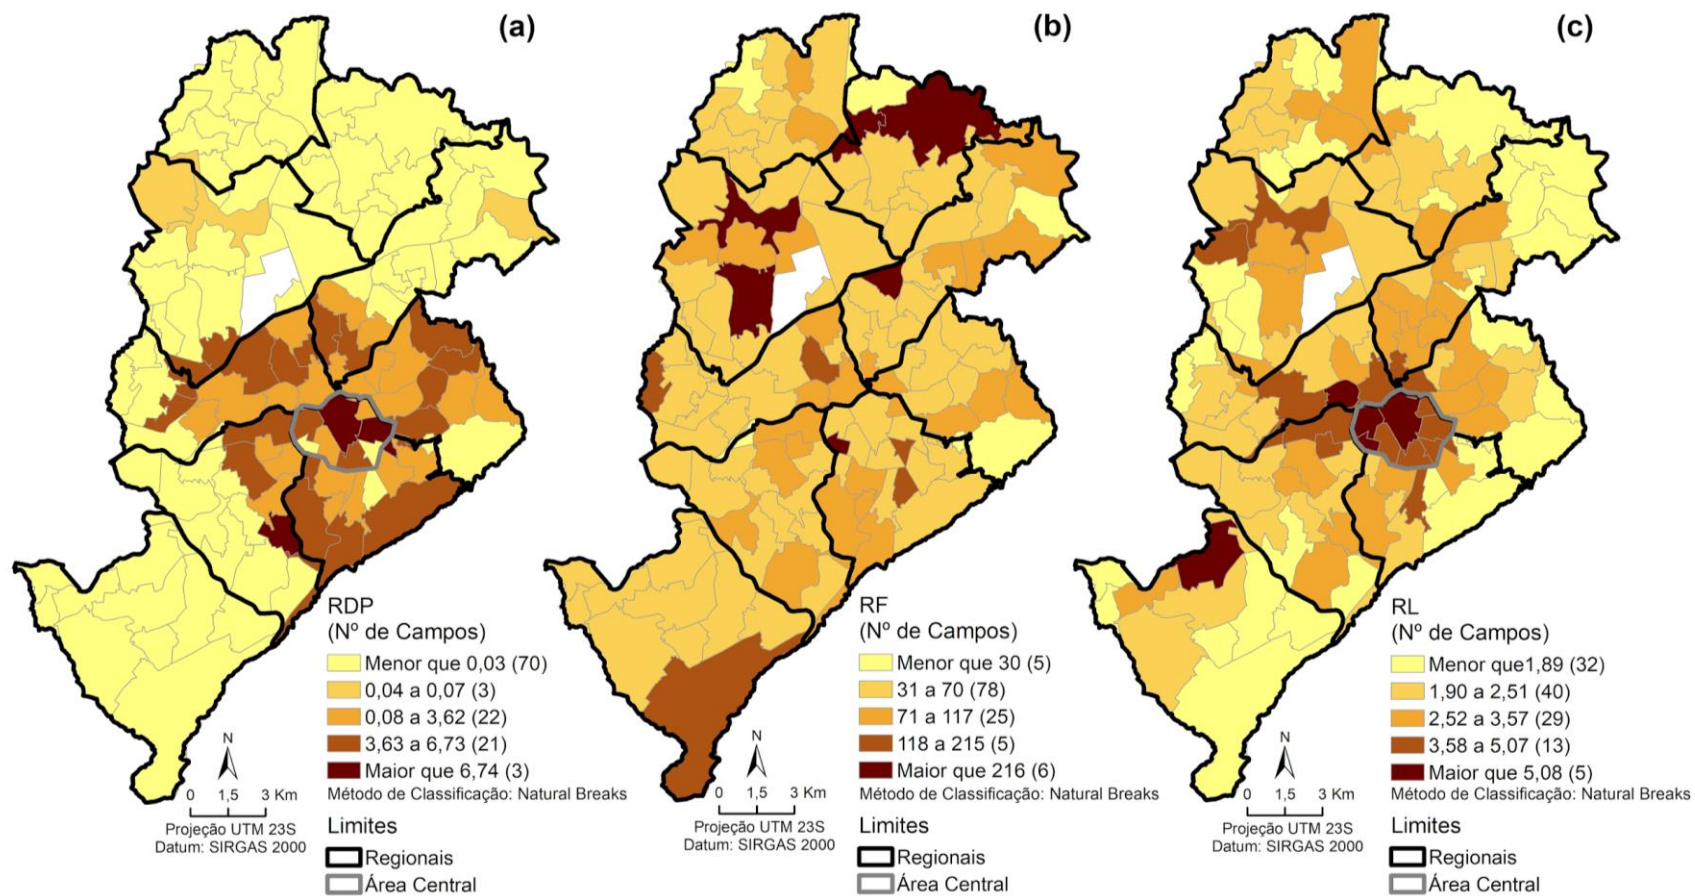 (a)
RDP
(Nº de Campos)
Menor que 0,03 (70)
0,04 a 0,07 (3)
0,08 a 3,62 (22)
3,63 a 6,73 (21)
Maior que 6,74 (3)
Método de Classificação: Natural Breaks
Limites
Regionais
Área Central
N
0 1,5 3 Km
Projeção UTM 23S
Datum: SIRGAS 2000
(b)
RF
(Nº de Campos)
Menor que 30 (5)
31 a 70 (78)
71 a 117 (25)
118 a 215 (5)
Maior que 216 (6)
Método de Classificação: Natural Breaks
Limites
Regionais
Área Central
N
0 1,5 3 Km
Projeção UTM 23S
Datum: SIRGAS 2000
(c)
RL
(Nº de Campos)
Menor que1,89 (32)
1,90 a 2,51 (40)
2,52 a 3,57 (29)
3,58 a 5,07 (13)
Maior que 5,08 (5)
Método de Classificação: Natural Breaks
Limites
Regionais
Área Central
N
0 1,5 3 Km
Projeção UTM 23S
Datum: SIRGAS 2000